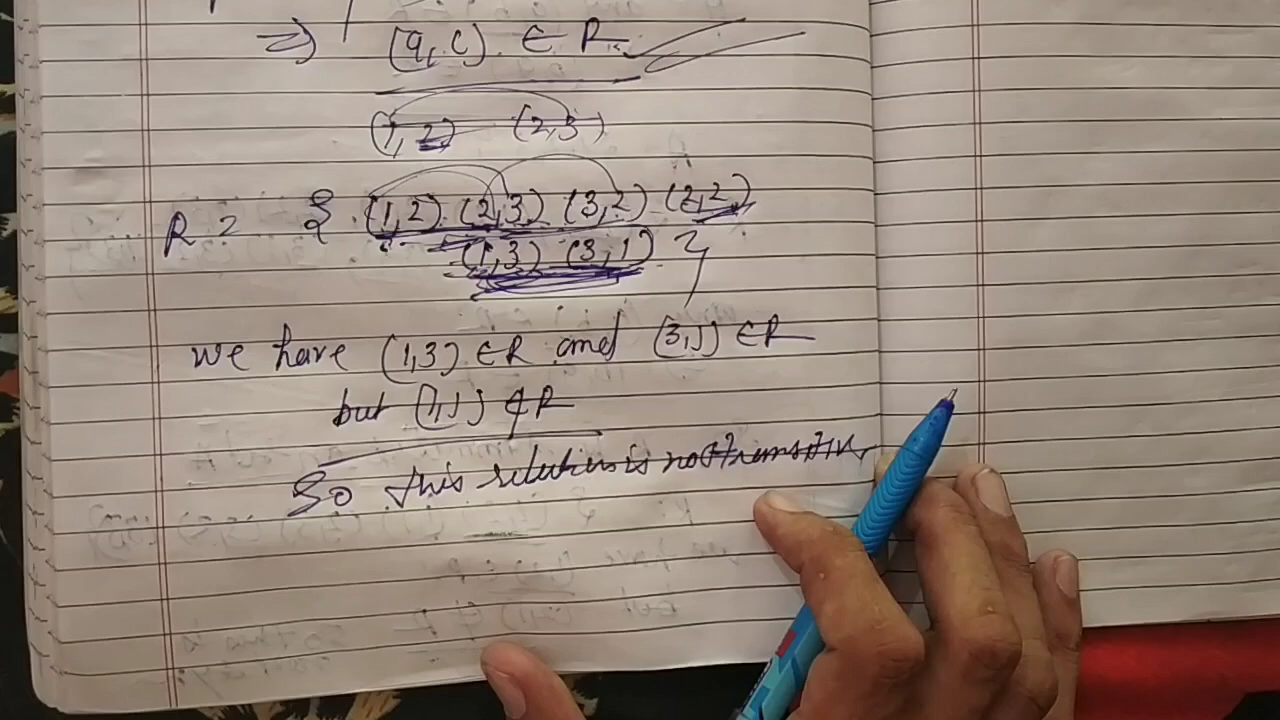 => (a, c) ∈ R
(1, 2) (2, 3)
R = { (1,2) (2,3) (3,2) (2,2)
(1,3) (3,1) }
we have (1,3) ∈ R and (3,1) ∈ R
but (1,1) ∉ R
So this relation is not transitive